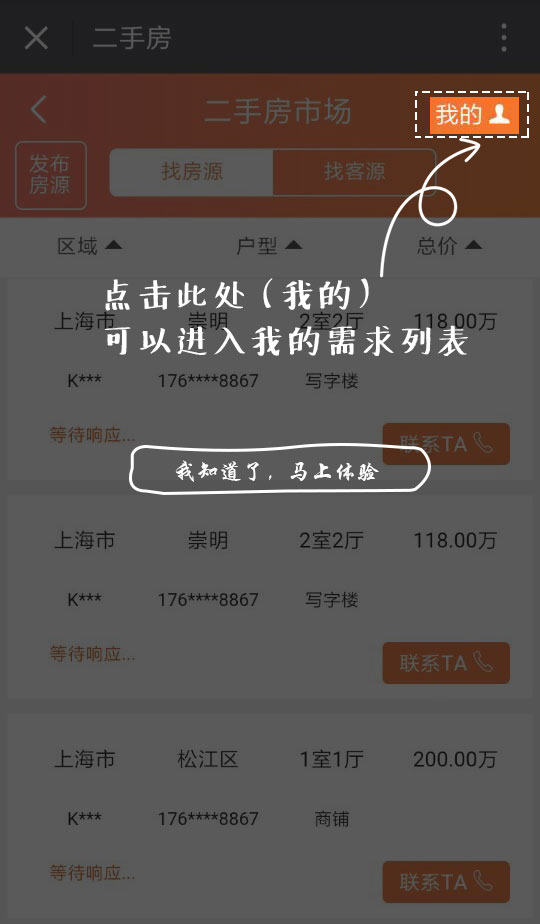 二手房
二手房市场
我的
发布
房源
找房源
找客源
区域 户型 总价
点击此处（我的）
可以进入我的需求列表
上海市 崇明 2室2厅 118.00万
K*** 176****8867 写字楼
等待响应...
联系TA
我知道了，马上体验
上海市 崇明 2室2厅 118.00万
K*** 176****8867 写字楼
等待响应...
联系TA
上海市 松江区 1室1厅 200.00万
K*** 176****8867 商铺
等待响应...
联系TA